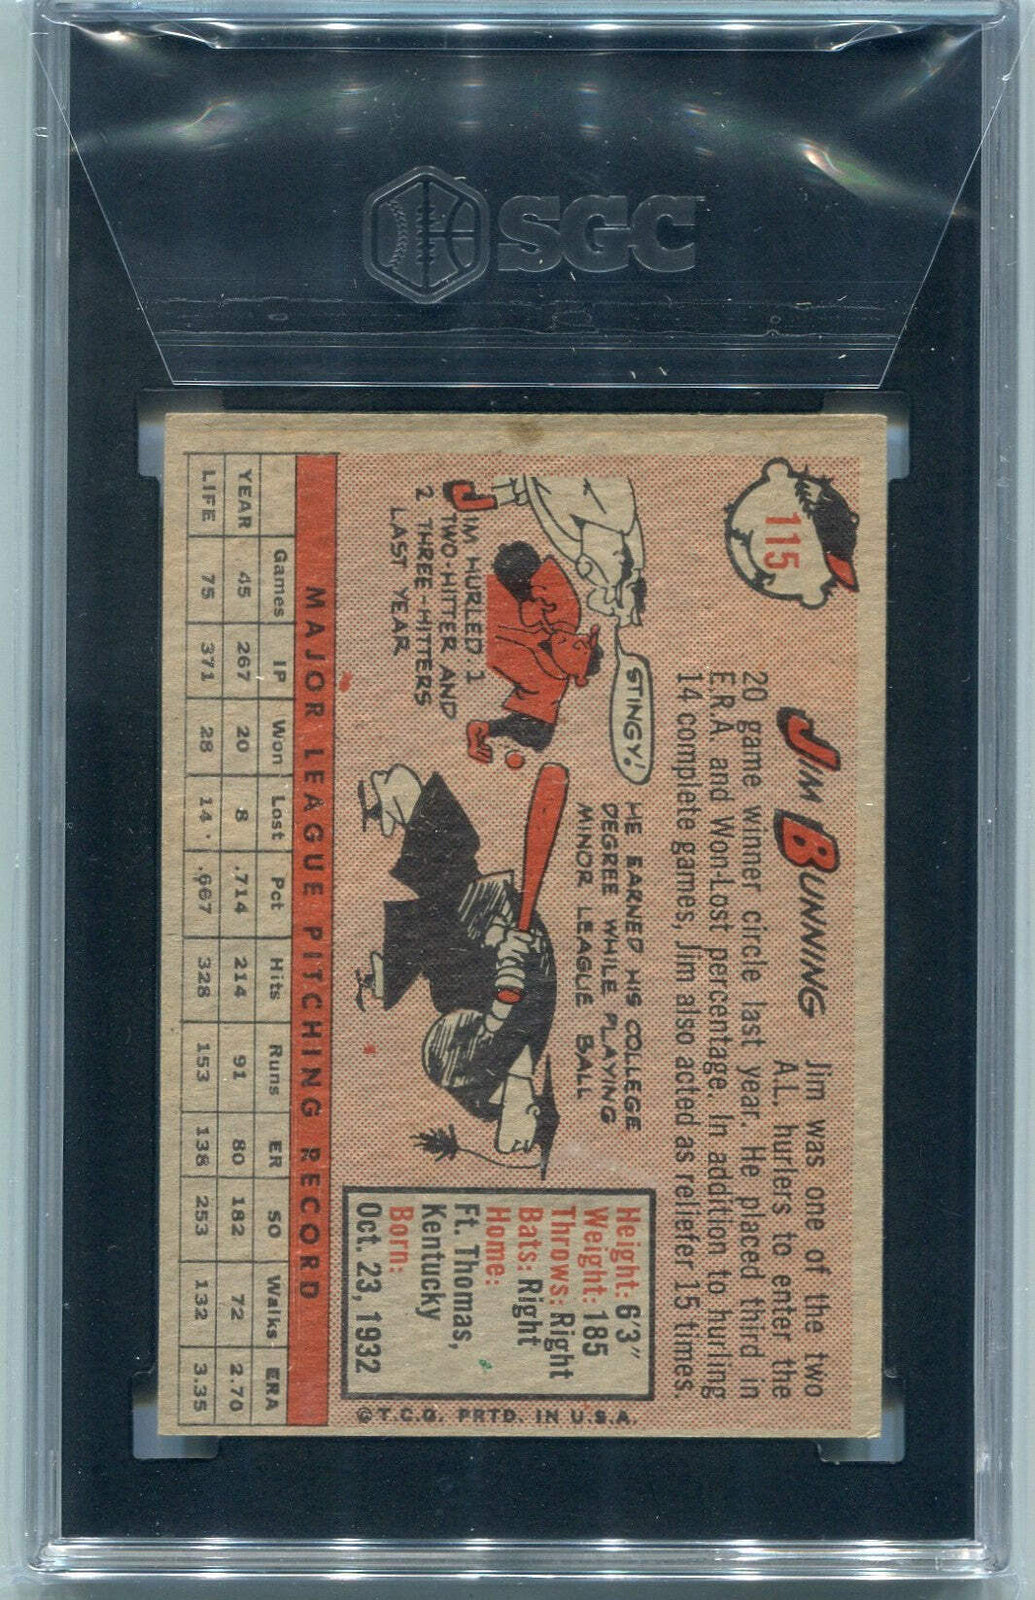 SGC
115
JIM BUNNING
Jim was one of the two
A.L. hurlers to enter the
20 game winner circle last year. He placed third in
E.R.A and Won-Lost percentage. In addition to hurling
14 complete games, Jim also acted as reliefer 15 times.
STINGY!
JIM HURLED: 1
TWO-HITTER AND
2 THREE-HITTERS
LAST YEAR
HE EARNED HIS COLLEGE
DEGREE WHILE PLAYING
MINOR LEAGUE BALL
Height: 6'3"
Weight: 185
Throws: Right
Bats: Right
Home:
Ft. Thomas,
Kentucky
Born:
Oct. 23, 1932
©T.C.G. PRTD. IN U.S.A.
MAJOR LEAGUE PITCHING RECORD
Games IP Won Lost Pct Hits Runs ER SO Walks ERA
YEAR 45 267 20 8 .714 214 91 80 182 72 2.70
LIFE 75 371 28 14 .667 328 153 138 253 132 3.35